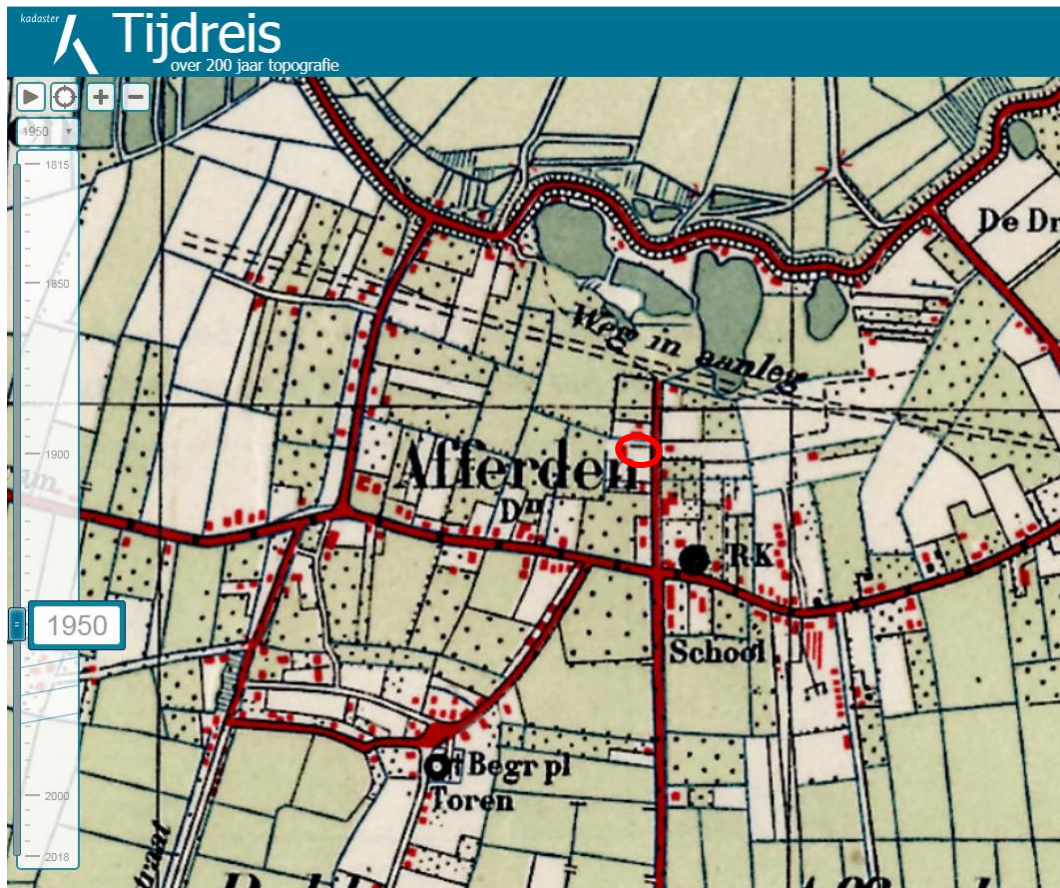 kadaster
Tijdreis
over 200 jaar topografie
1950
1815
1850
1900
1950
2000
2018
De Dr
Weg in aanleg
Afferden
Dⁿ
RK
School
Begr pl
Toren